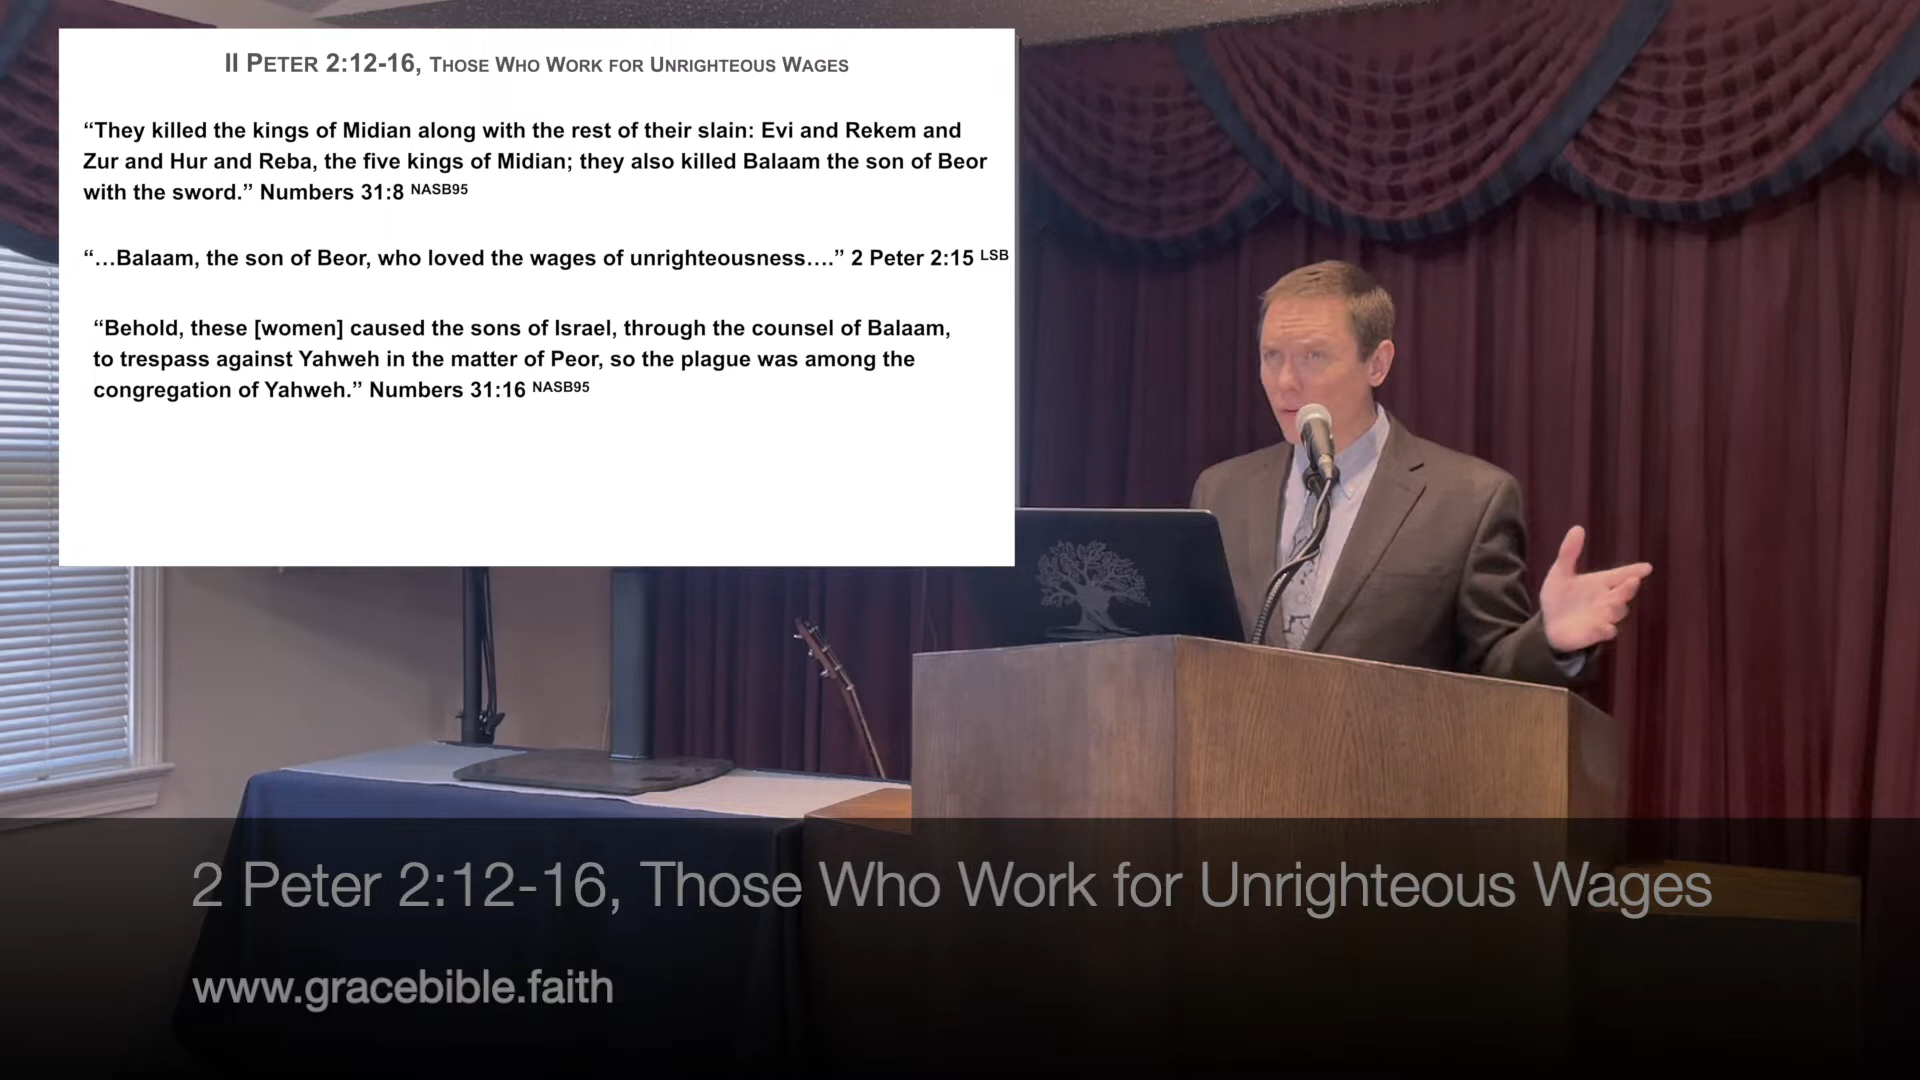 II PETER 2:12-16, THOSE WHO WORK FOR UNRIGHTEOUS WAGES
“They killed the kings of Midian along with the rest of their slain: Evi and Rekem and
Zur and Hur and Reba, the five kings of Midian; they also killed Balaam the son of Beor
with the sword.” Numbers 31:8 NASB95
“…Balaam, the son of Beor, who loved the wages of unrighteousness….” 2 Peter 2:15 LSB
“Behold, these [women] caused the sons of Israel, through the counsel of Balaam,
to trespass against Yahweh in the matter of Peor, so the plague was among the
congregation of Yahweh.” Numbers 31:16 NASB95
2 Peter 2:12-16, Those Who Work for Unrighteous Wages
www.gracebible.faith